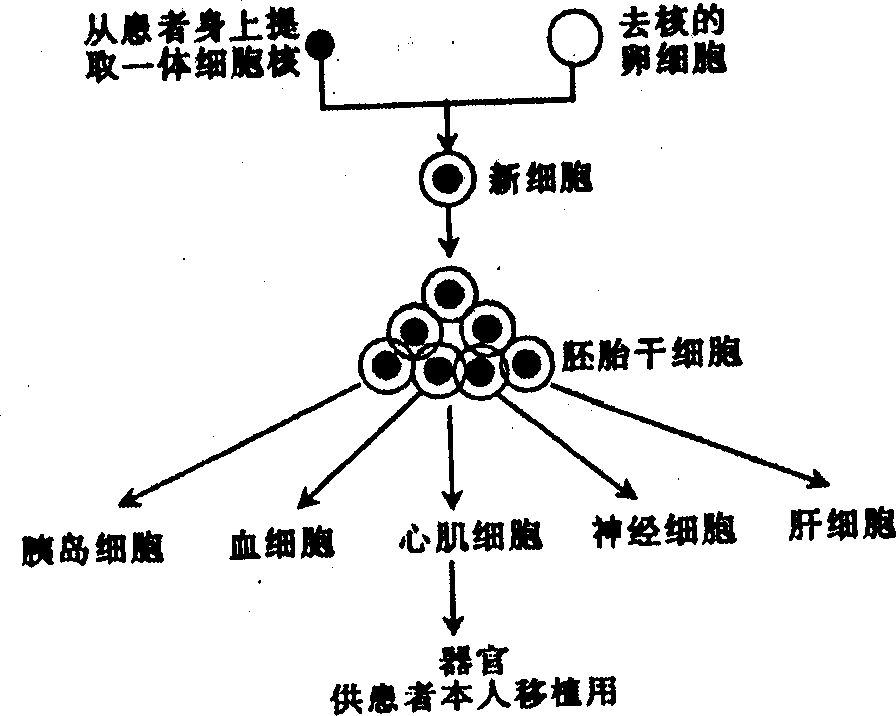 从患者身上提
取一体细胞核
去核的
卵细胞
新细胞
胚胎干细胞
胰岛细胞
血细胞
心肌细胞
神经细胞
肝细胞
器官
供患者本人移植用